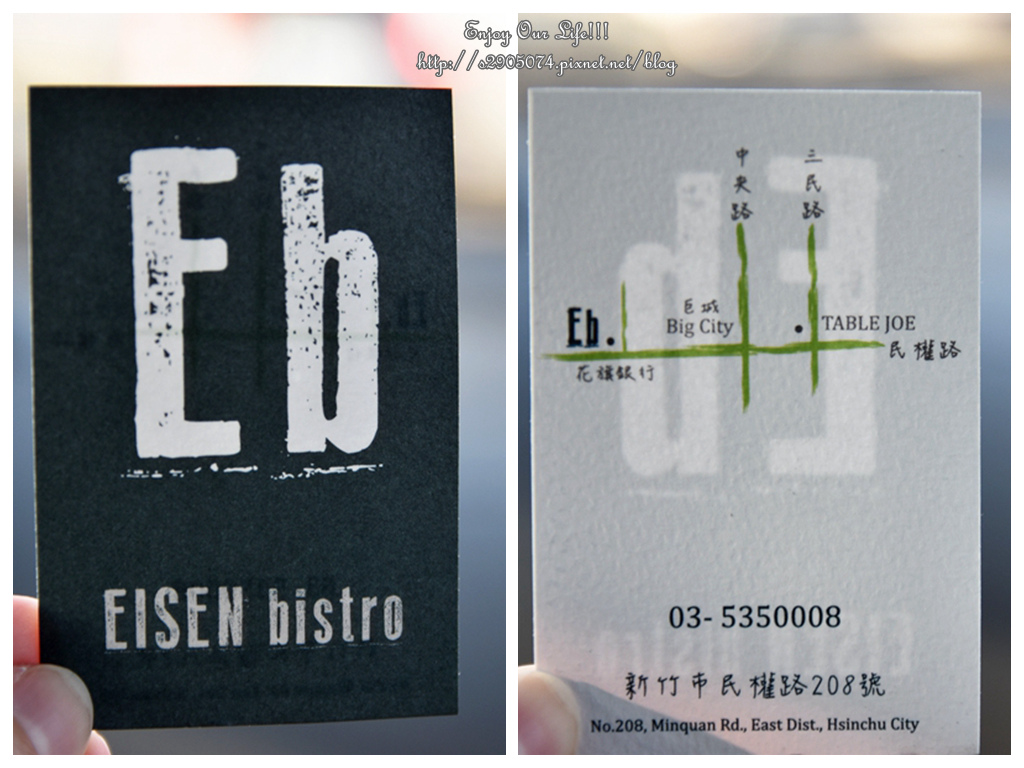 Enjoy Our Life!!!
http://s2905074.pixnet.net/blog
Eb
EISEN bistro
中央路
三民路
Eb.
巨城
Big City
TABLE JOE
民權路
花旗銀行
03- 5350008
新竹市民權路208號
No.208, Minquan Rd., East Dist., Hsinchu City